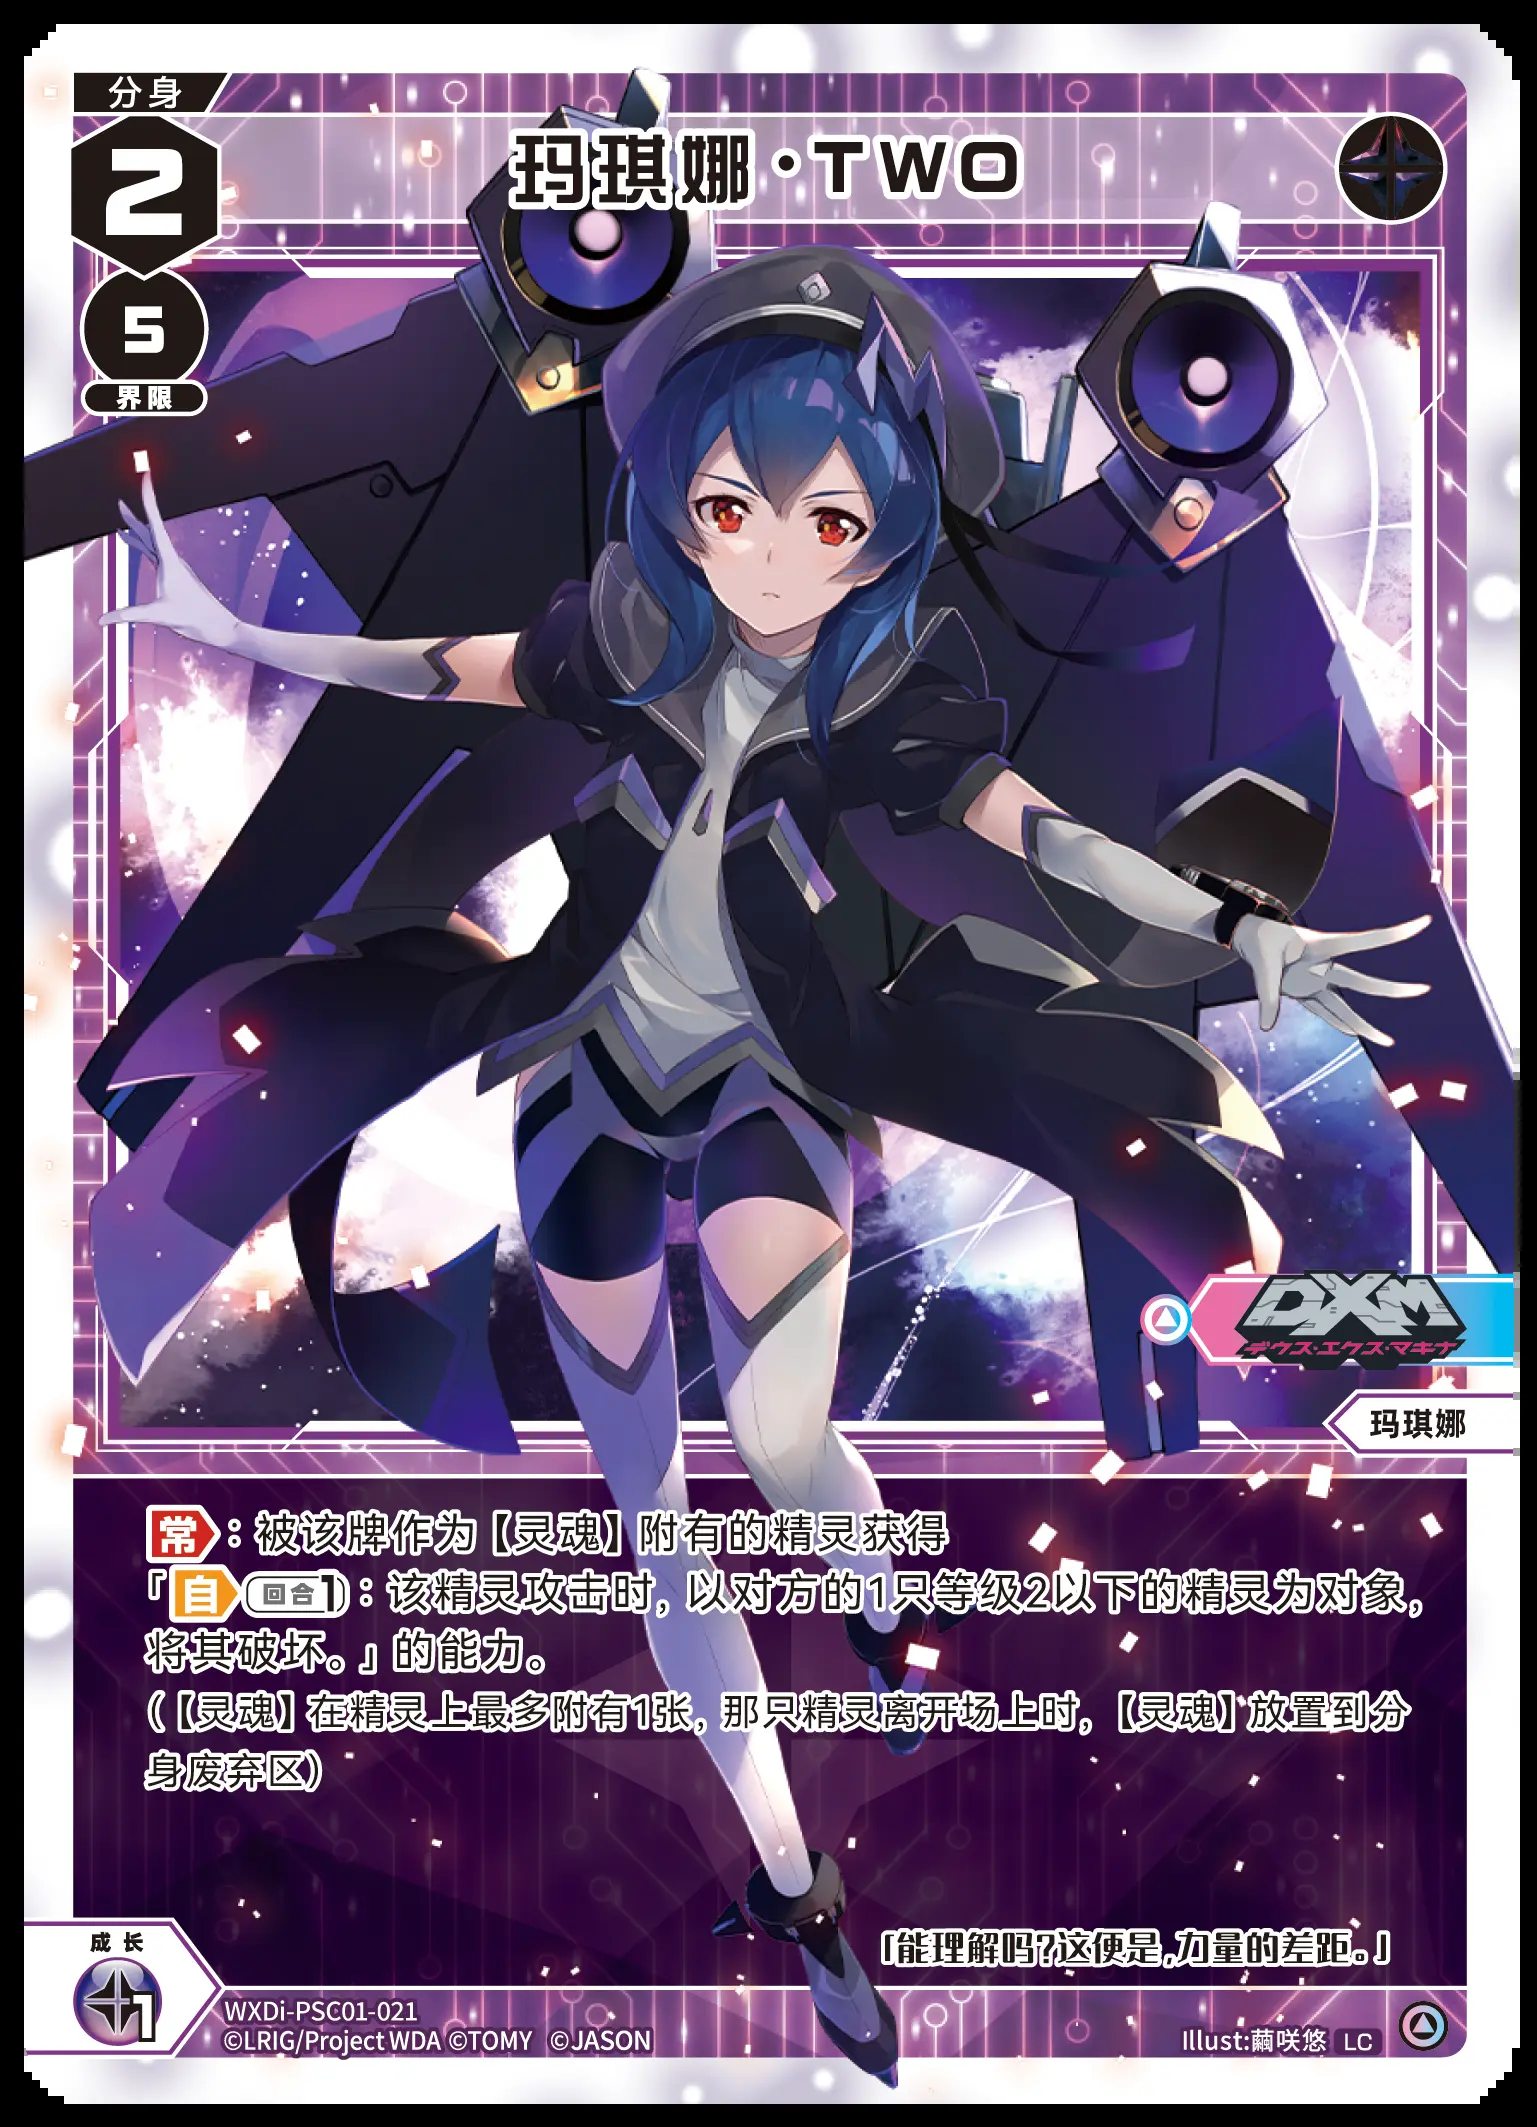 分身
2
玛琪娜·TWO
5
界限
DXM
デウス・エクス・マキナ
玛琪娜
常：被该牌作为【灵魂】附有的精灵获得
「自 回合1：该精灵攻击时，以对方的1只等级2以下的精灵为对象，
将其破坏。」的能力。
（【灵魂】在精灵上最多附有1张，那只精灵离开场上时，【灵魂】放置到分
身废弃区）
「能理解吗?这便是,力量的差距。」
成长
1
WXDi-PSC01-021
©LRIG/Project WDA ©TOMY ©JASON
Illust:繭咲悠 LC